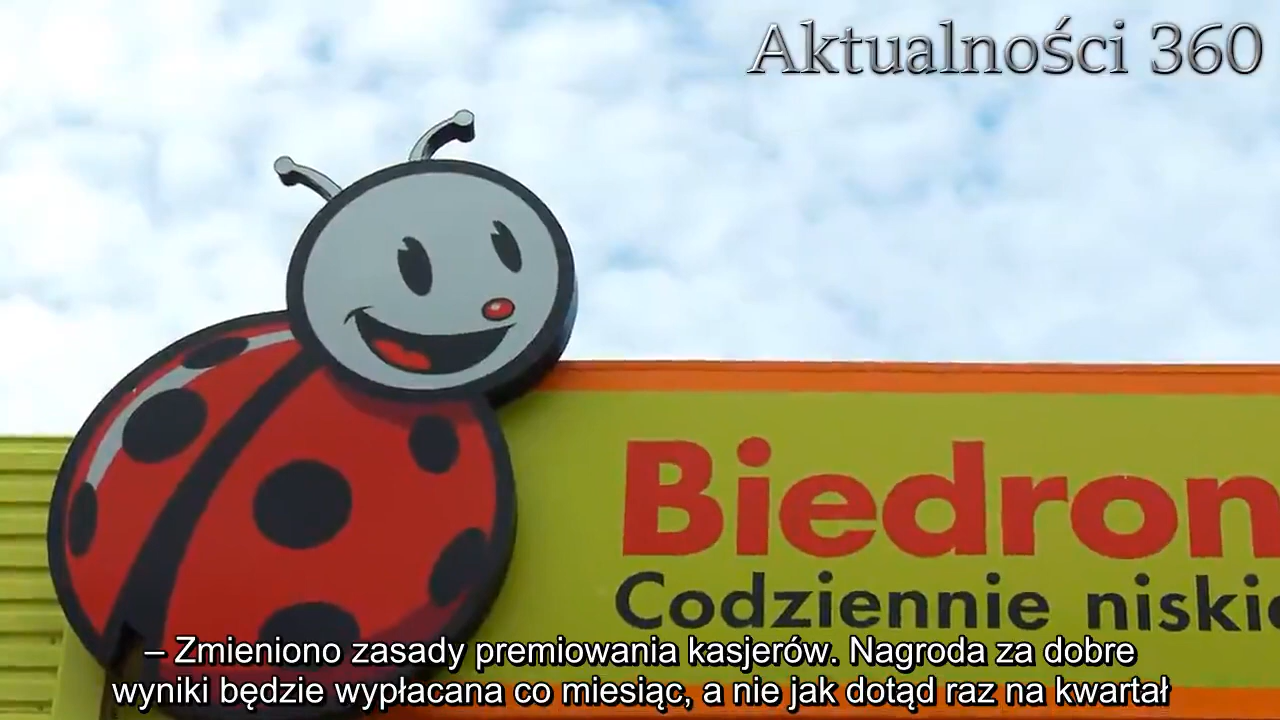 Aktualności 360
Biedron
Codziennie niskie
– Zmieniono zasady premiowania kasjerów. Nagroda za dobre
wyniki będzie wypłacana co miesiąc, a nie jak dotąd raz na kwartał